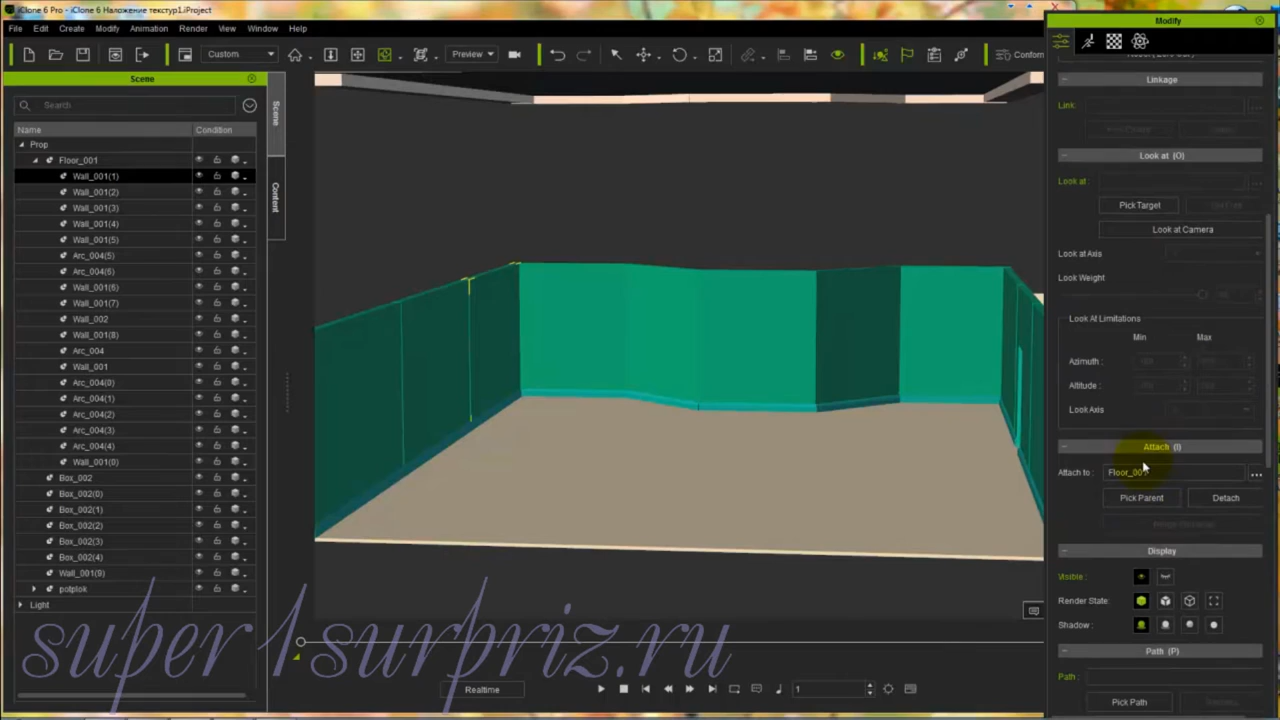 iClone 6 Pro - iClone 6 Наложение текстур1.iProject
File Edit Create Modify Animation Render View Window Help
Custom Preview Conform
Scene
Search
Name Condition
Prop
Floor_001
Wall_001(1)
Wall_001(2)
Wall_001(3)
Wall_001(4)
Wall_001(5)
Arc_004(5)
Arc_004(6)
Wall_001(6)
Wall_001(7)
Wall_002
Wall_001(8)
Arc_004
Wall_001
Arc_004(0)
Arc_004(1)
Arc_004(2)
Arc_004(3)
Arc_004(4)
Wall_001(0)
Box_002
Box_002(0)
Box_002(1)
Box_002(2)
Box_002(3)
Box_002(4)
Wall_001(9)
potplok
Light
Scene
Content
super1surpriz.ru
Realtime
1
Modify
Linkage
Link:
Look at (O)
Look at :
Pick Target
Look at Camera
Look at Axis
Look Weight
Look At Limitations
Min Max
Azimuth :
Altitude :
Look Axis
Attach (I)
Attach to : Floor_001
Pick Parent Detach
Display
Visible :
Render State:
Shadow :
Path (P)
Path :
Pick Path